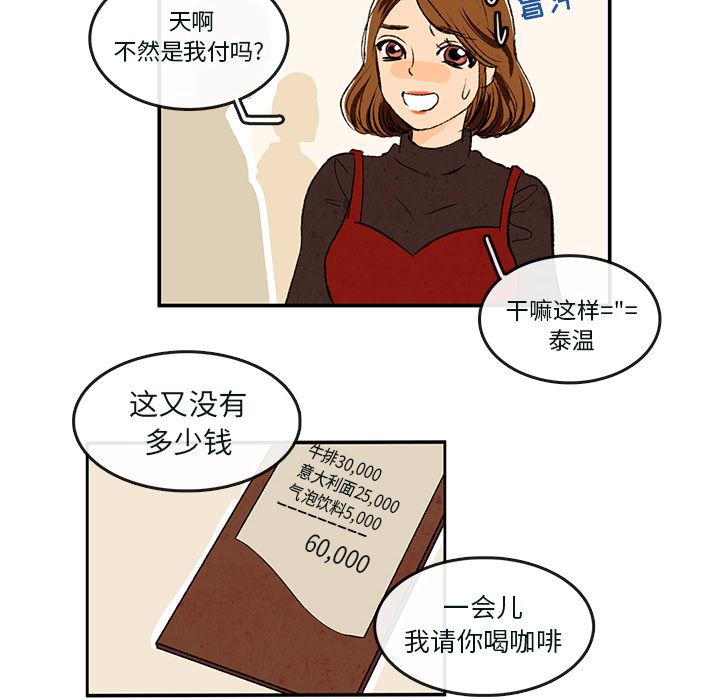 冒汗
天啊
不然是我付吗?
干嘛这样="=
泰温
这又没有
多少钱
牛排30,000
意大利面25,000
气泡饮料5,000
60,000
一会儿
我请你喝咖啡